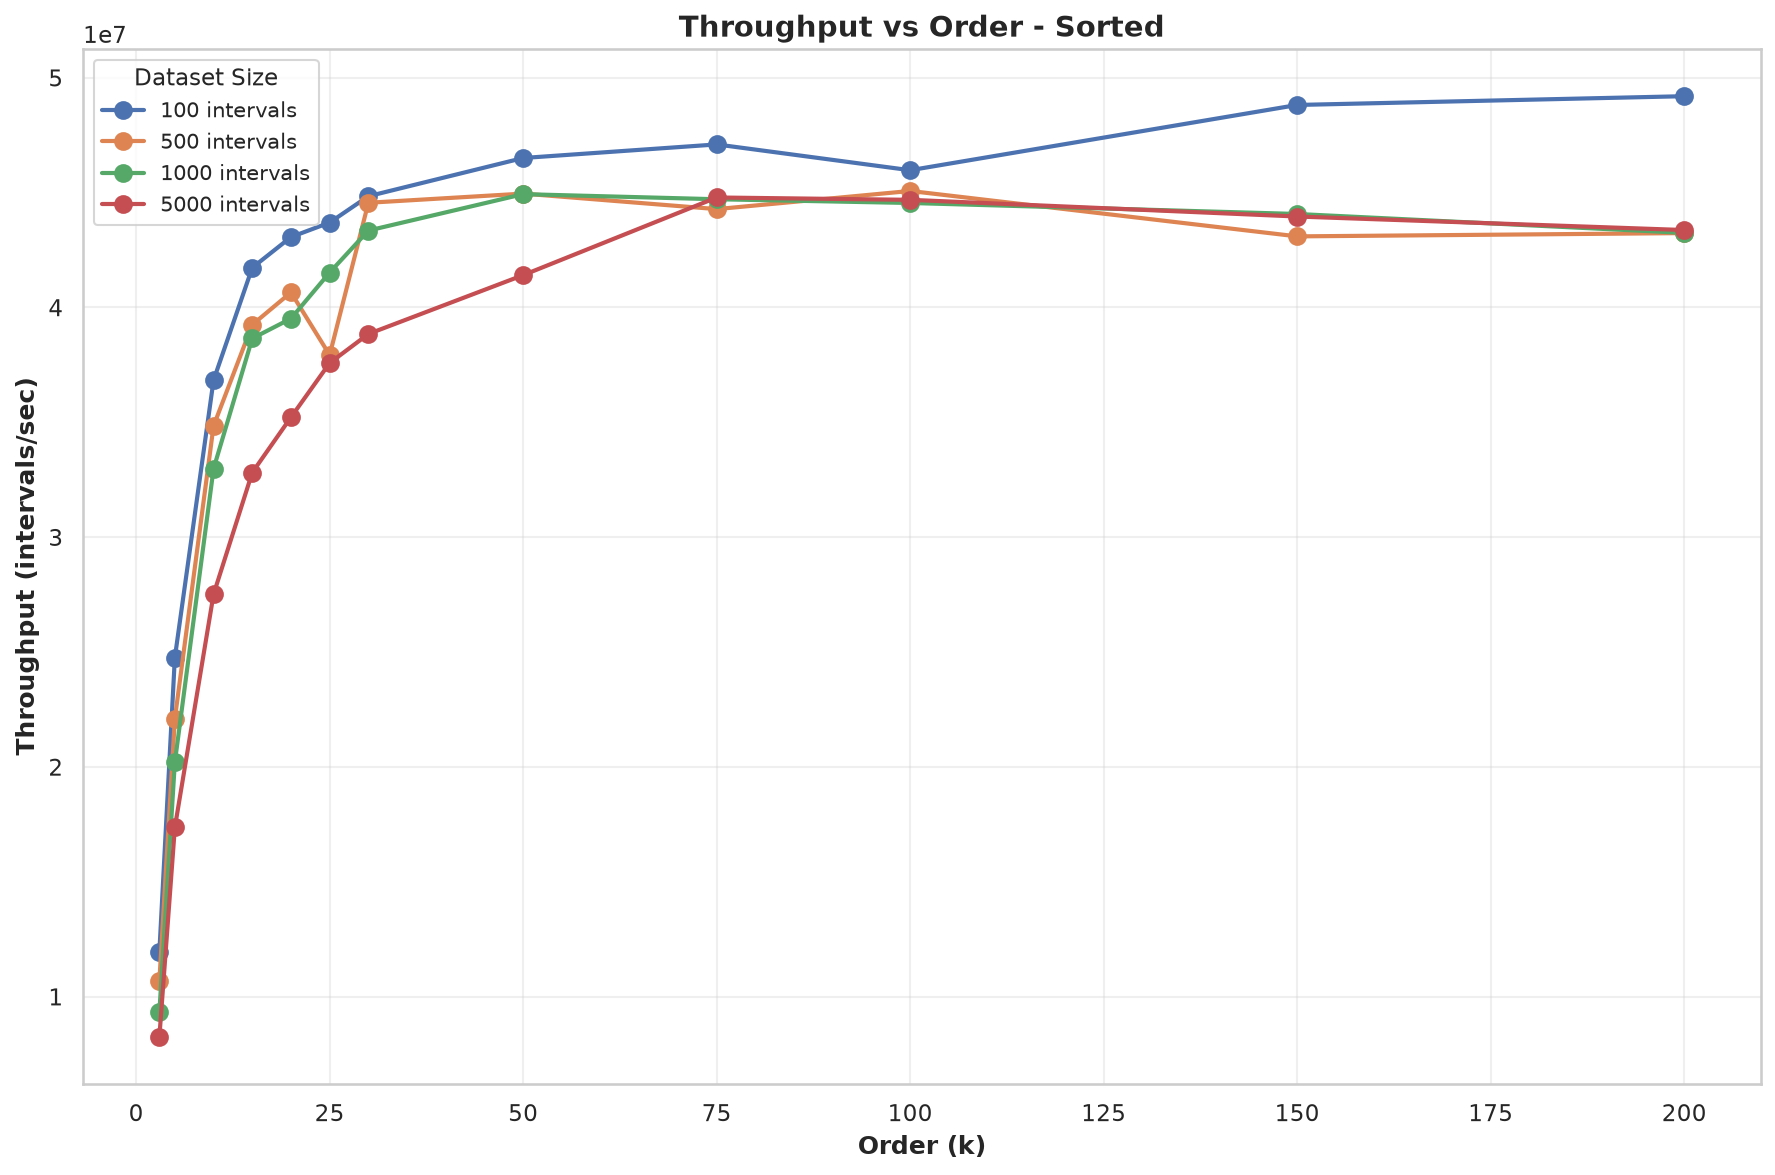 Throughput vs Order - Sorted
1e7
Dataset Size
100 intervals
500 intervals
1000 intervals
5000 intervals
5
4
3
2
1
Throughput (intervals/sec)
0 25 50 75 100 125 150 175 200
Order (k)